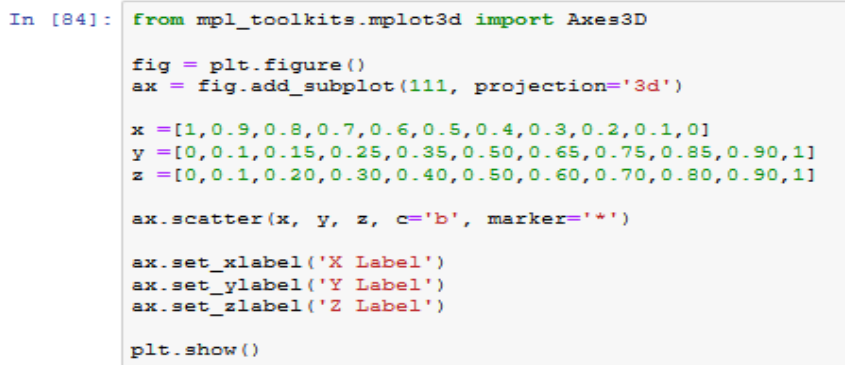 In [84]: from mpl_toolkits.mplot3d import Axes3D
fig = plt.figure()
ax = fig.add_subplot(111, projection='3d')
x =[1,0.9,0.8,0.7,0.6,0.5,0.4,0.3,0.2,0.1,0]
y =[0,0.1,0.15,0.25,0.35,0.50,0.65,0.75,0.85,0.90,1]
z =[0,0.1,0.20,0.30,0.40,0.50,0.60,0.70,0.80,0.90,1]
ax.scatter(x, y, z, c='b', marker='*')
ax.set_xlabel('X Label')
ax.set_ylabel('Y Label')
ax.set_zlabel('Z Label')
plt.show()